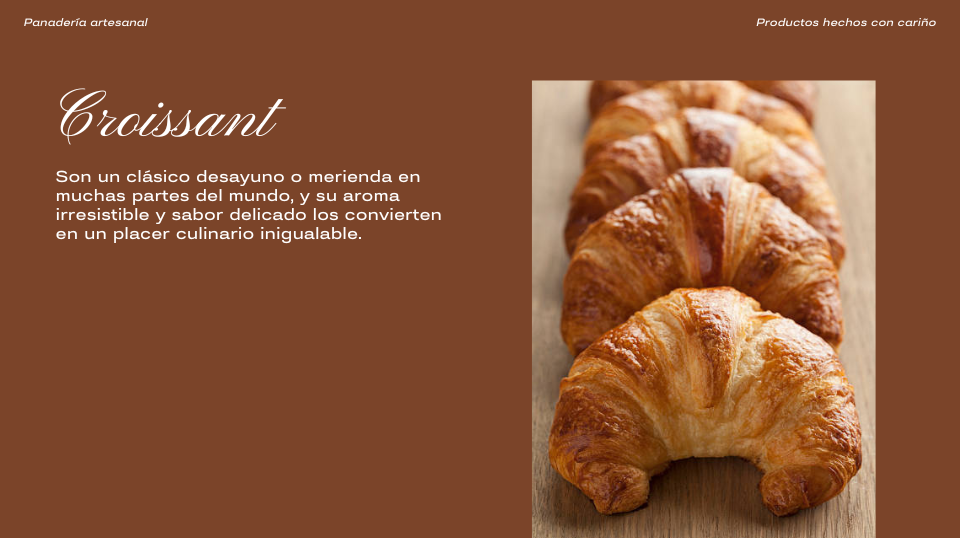 Panadería artesanal
Productos hechos con cariño
Croissant
Son un clásico desayuno o merienda en
muchas partes del mundo, y su aroma
irresistible y sabor delicado los convierten
en un placer culinario inigualable.